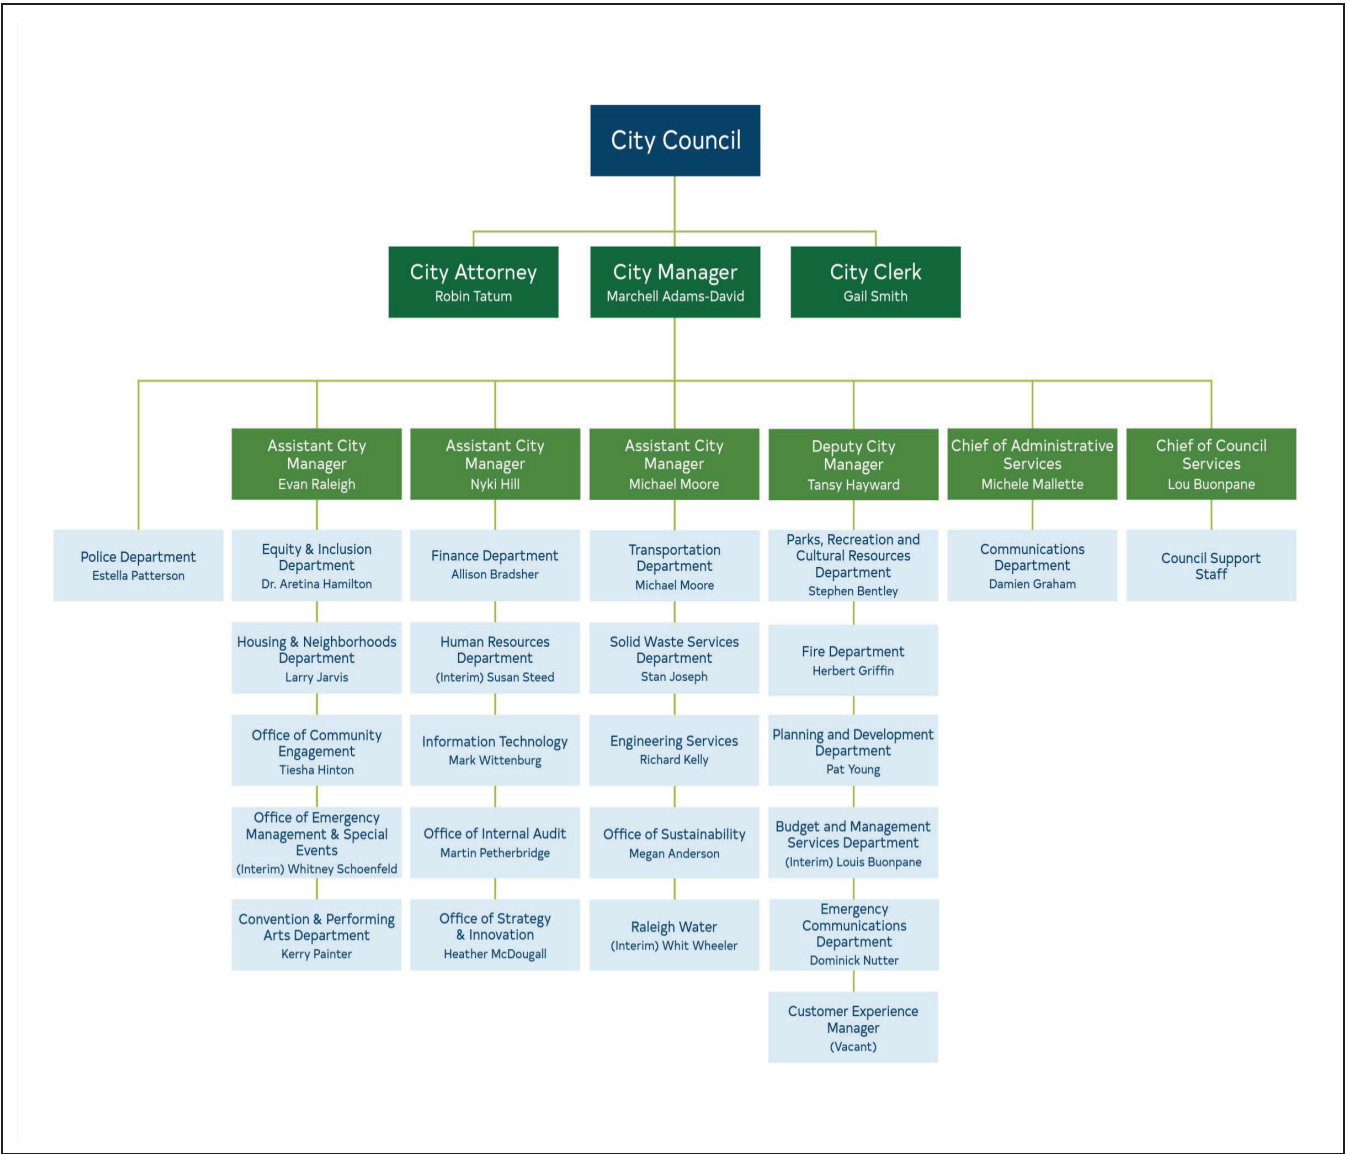 City Council
City Attorney
Robin Tatum
City Manager
Marchell Adams-David
City Clerk
Gail Smith
Police Department
Estella Patterson
Assistant City
Manager
Evan Raleigh
Equity & Inclusion
Department
Dr. Aretina Hamilton
Housing & Neighborhoods
Department
Larry Jarvis
Office of Community
Engagement
Tiesha Hinton
Office of Emergency
Management & Special
Events
(Interim) Whitney Schoenfeld
Convention & Performing
Arts Department
Kerry Painter
Assistant City
Manager
Nyki Hill
Finance Department
Allison Bradsher
Human Resources
Department
(Interim) Susan Steed
Information Technology
Mark Wittenburg
Office of Internal Audit
Martin Petherbridge
Office of Strategy
& Innovation
Heather McDougall
Assistant City
Manager
Michael Moore
Transportation
Department
Michael Moore
Solid Waste Services
Department
Stan Joseph
Engineering Services
Richard Kelly
Office of Sustainability
Megan Anderson
Raleigh Water
(Interim) Whit Wheeler
Deputy City
Manager
Tansy Hayward
Parks, Recreation and
Cultural Resources
Department
Stephen Bentley
Fire Department
Herbert Griffin
Planning and Development
Department
Pat Young
Budget and Management
Services Department
(Interim) Louis Buonpane
Emergency
Communications
Department
Dominick Nutter
Customer Experience
Manager
(Vacant)
Chief of Administrative
Services
Michele Mallette
Communications
Department
Damien Graham
Chief of Council
Services
Lou Buonpane
Council Support
Staff